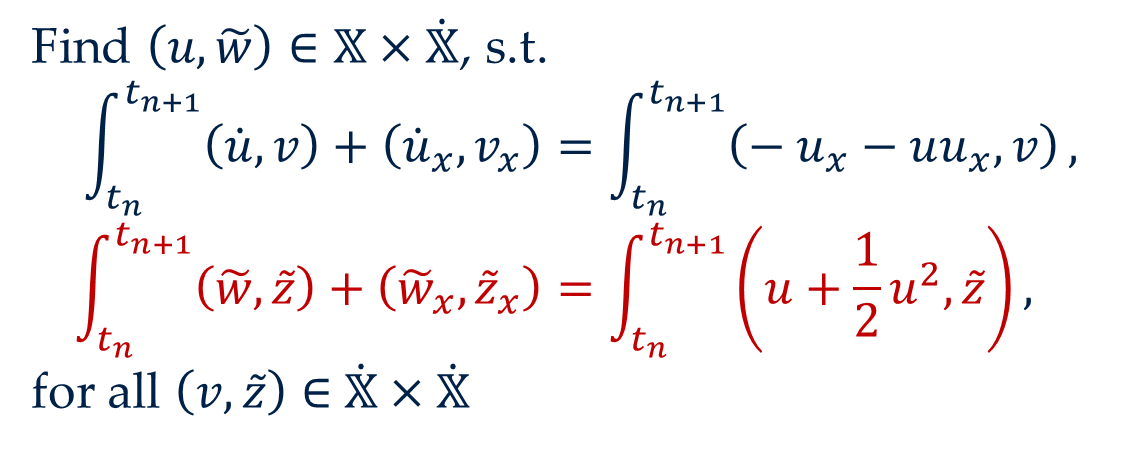 Find (u, w̃) ∈ 𝕏 × 𝕏̇, s.t.
∫_{t_n}^{t_{n+1}} (u̇, v) + (u̇_x, v_x) = ∫_{t_n}^{t_{n+1}} (− u_x − uu_x, v) ,
∫_{t_n}^{t_{n+1}} (w̃, z̃) + (w̃_x, z̃_x) = ∫_{t_n}^{t_{n+1}} (u + 1/2 u², z̃) ,
for all (v, z̃) ∈ 𝕏̇ × 𝕏̇